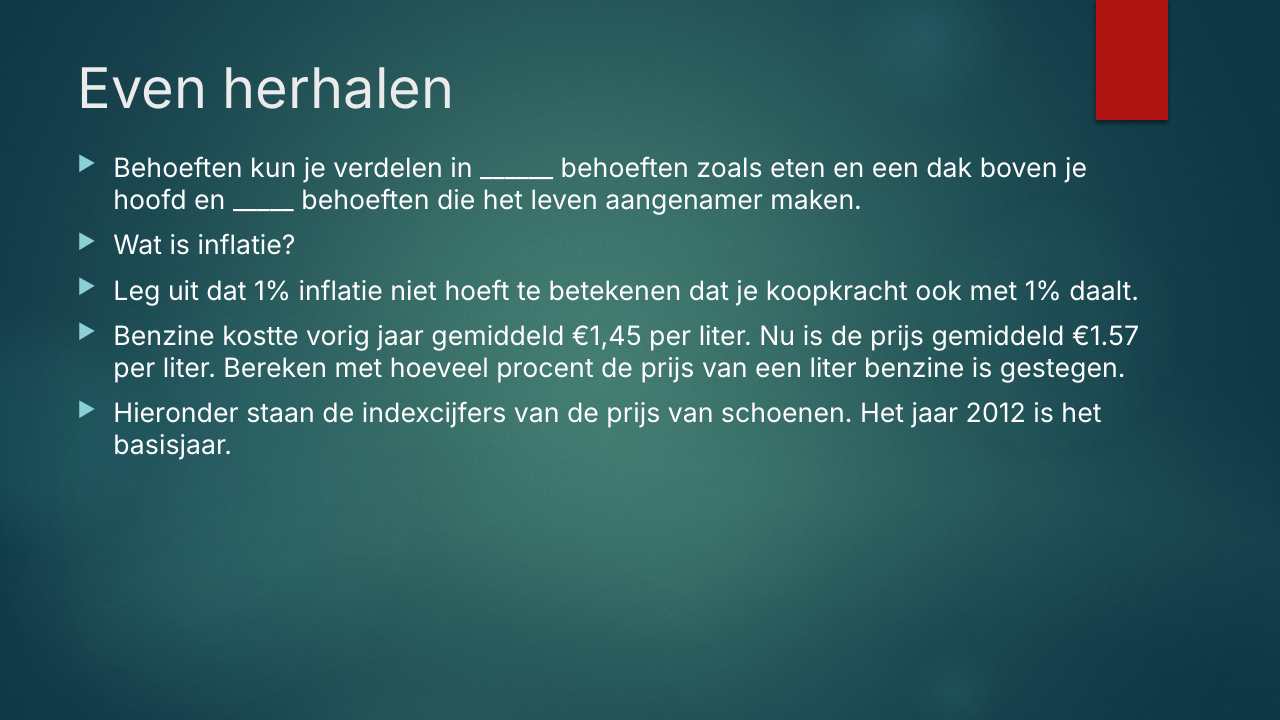 Even herhalen
Behoeften kun je verdelen in ______ behoeften zoals eten en een dak boven je
hoofd en _____ behoeften die het leven aangenamer maken.
Wat is inflatie?
Leg uit dat 1% inflatie niet hoeft te betekenen dat je koopkracht ook met 1% daalt.
Benzine kostte vorig jaar gemiddeld €1,45 per liter. Nu is de prijs gemiddeld €1.57
per liter. Bereken met hoeveel procent de prijs van een liter benzine is gestegen.
Hieronder staan de indexcijfers van de prijs van schoenen. Het jaar 2012 is het
basisjaar.